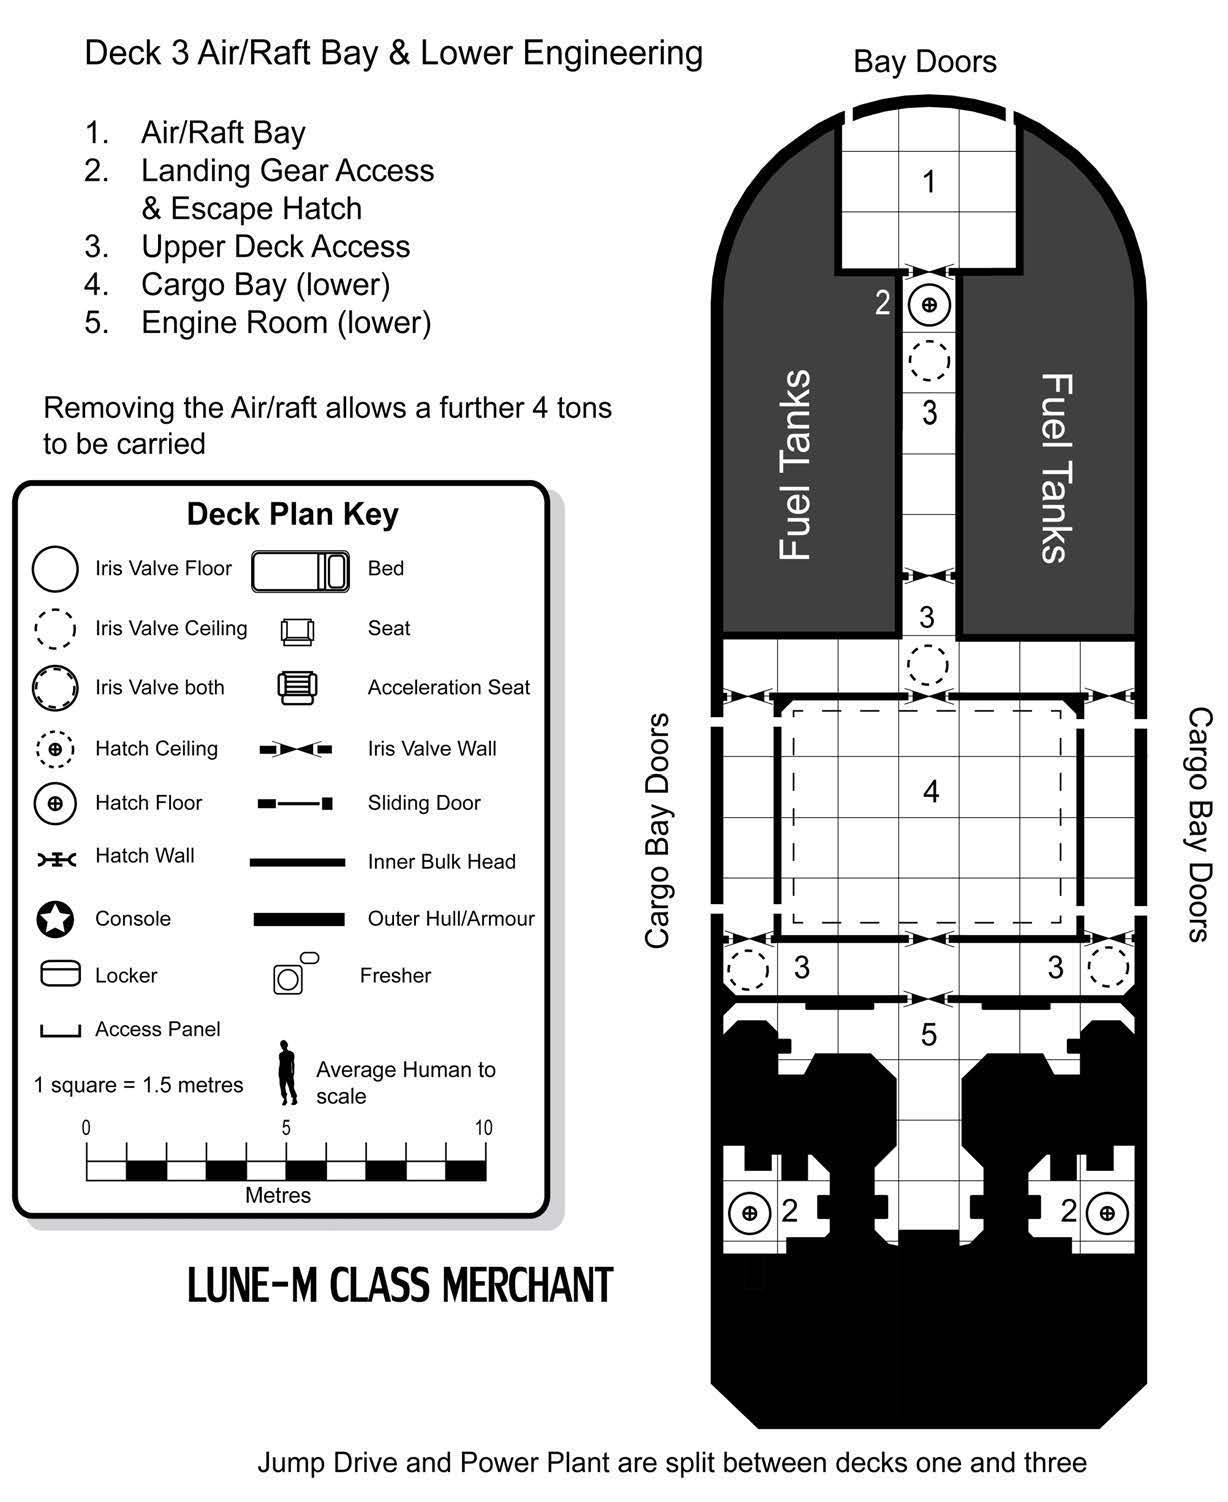 Deck 3 Air/Raft Bay & Lower Engineering
Bay Doors
1. Air/Raft Bay
2. Landing Gear Access
& Escape Hatch
3. Upper Deck Access
4. Cargo Bay (lower)
5. Engine Room (lower)
Removing the Air/raft allows a further 4 tons
to be carried
Deck Plan Key
Iris Valve Floor
Bed
Iris Valve Ceiling
Seat
Iris Valve both
Acceleration Seat
Hatch Ceiling
Iris Valve Wall
Hatch Floor
Sliding Door
Hatch Wall
Inner Bulk Head
Console
Outer Hull/Armour
Locker
Fresher
Access Panel
1 square = 1.5 metres
Average Human to
scale
0 5 10
Metres
LUNE-M CLASS MERCHANT
1
2
3
Fuel Tanks
Fuel Tanks
3
Cargo Bay Doors
4
Cargo Bay Doors
3
3
5
2
2
Jump Drive and Power Plant are split between decks one and three